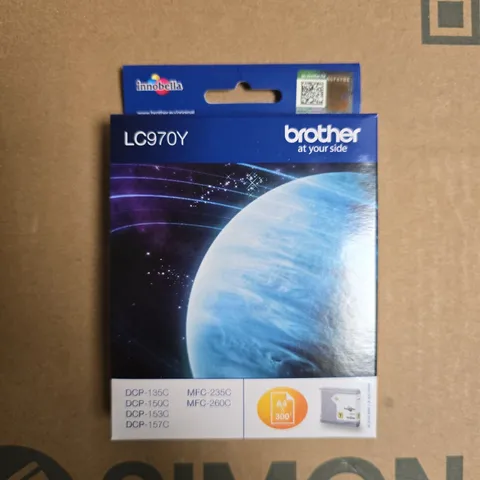 innobella
LC970Y
brother
at your side
DCP-135C MFC-235C
DCP-150C MFC-260C
DCP-153C
DCP-157C
A4
300
SIMON